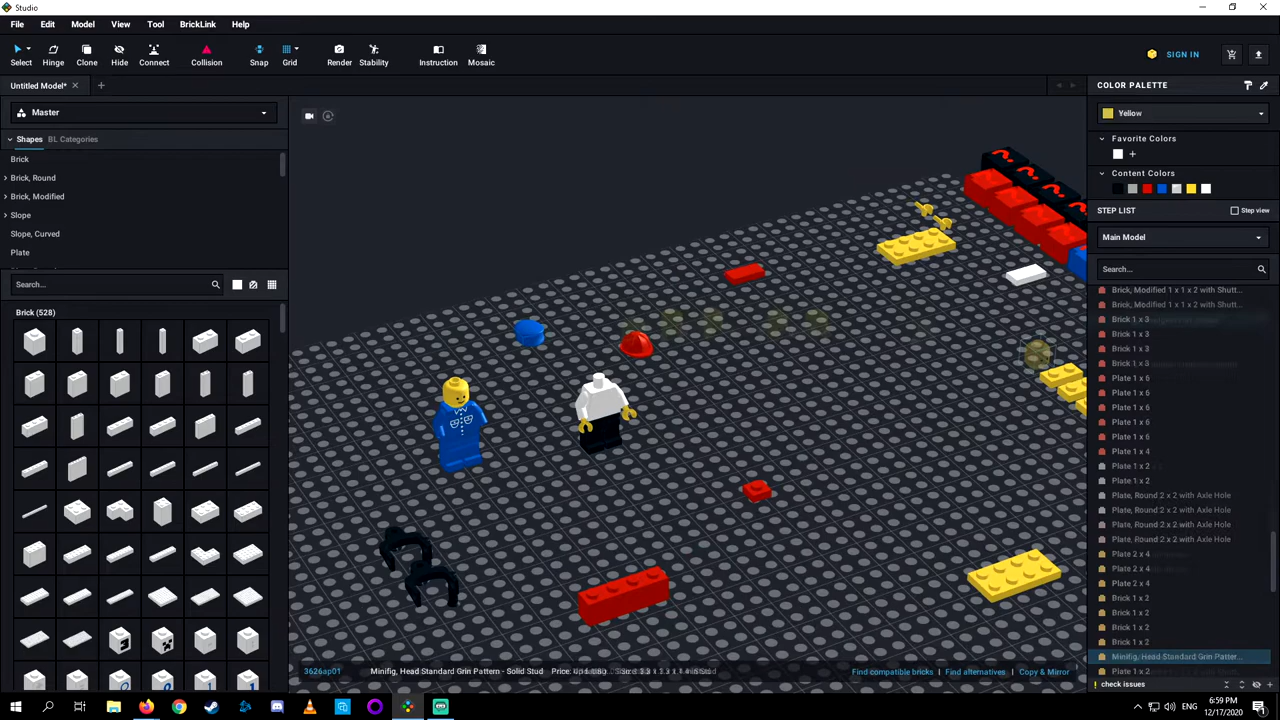 Studio
File Edit Model View Tool BrickLink Help
Select Hinge Clone Hide Connect Collision Snap Grid Render Stability Instruction Mosaic SIGN IN
Untitled Model*
COLOR PALETTE
Master
Yellow
Shapes BL Categories
Favorite Colors
Brick
Brick, Round
Content Colors
Brick, Modified
Slope
STEP LIST Step view
Slope, Curved
Main Model
Plate
Search...
Search...
Brick (528)
Brick, Modified 1 x 1 x 2 with Shutt...
Brick, Modified 1 x 1 x 2 with Shutt...
Brick 1 x 3
Brick 1 x 3
Brick 1 x 3
Brick 1 x 3
Plate 1 x 6
Plate 1 x 6
Plate 1 x 6
Plate 1 x 6
Plate 1 x 6
Plate 1 x 4
Plate 1 x 2
Plate 1 x 2
Plate, Round 2 x 2 with Axle Hole
Plate, Round 2 x 2 with Axle Hole
Plate, Round 2 x 2 with Axle Hole
Plate, Round 2 x 2 with Axle Hole
Plate 2 x 4
Plate 2 x 4
Plate 2 x 4
Brick 1 x 2
Brick 1 x 2
Brick 1 x 2
Brick 1 x 2
Minifig, Head Standard Grin Patter...
Plate 1 x 2
3626ap01 Minifig, Head Standard Grin Pattern - Solid Stud Price: Find compatible bricks Find alternatives Copy & Mirror
check issues
ENG 6:59 PM
12/17/2020